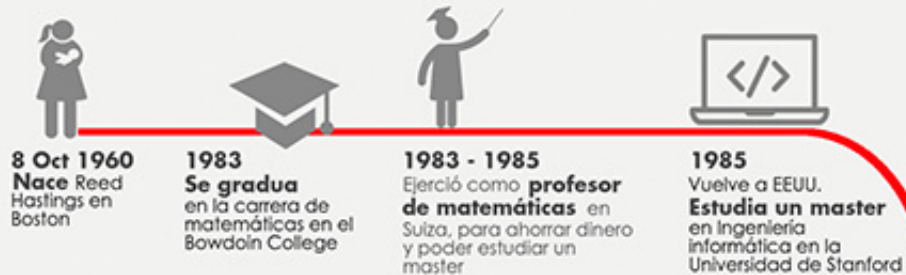 8 Oct 1960
Nace Reed
Hastings en
Boston
1983
Se gradua
en la carrera de
matemáticas en el
Bowdoin College
1983 - 1985
Ejerció como profesor
de matemáticas en
Suiza, para ahorrar dinero
y poder estudiar un
master
</>
1985
Vuelve a EEUU.
Estudia un master
en Ingeniería
informática en la
Universidad de Stanford